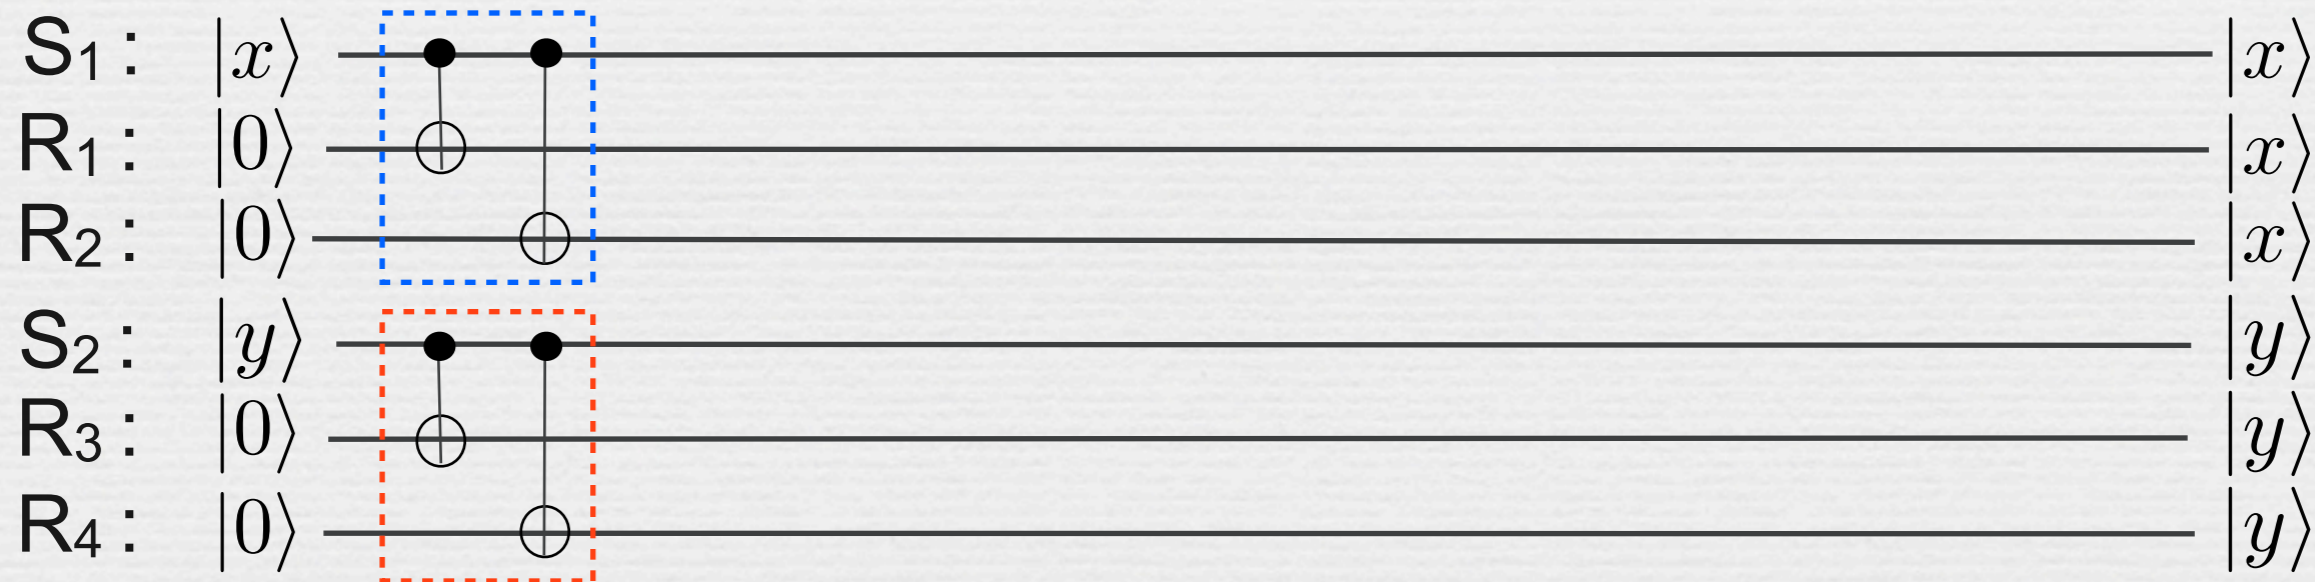 S₁ : |x⟩ |x⟩
R₁ : |0⟩ |x⟩
R₂ : |0⟩ |x⟩
S₂ : |y⟩ |y⟩
R₃ : |0⟩ |y⟩
R₄ : |0⟩ |y⟩